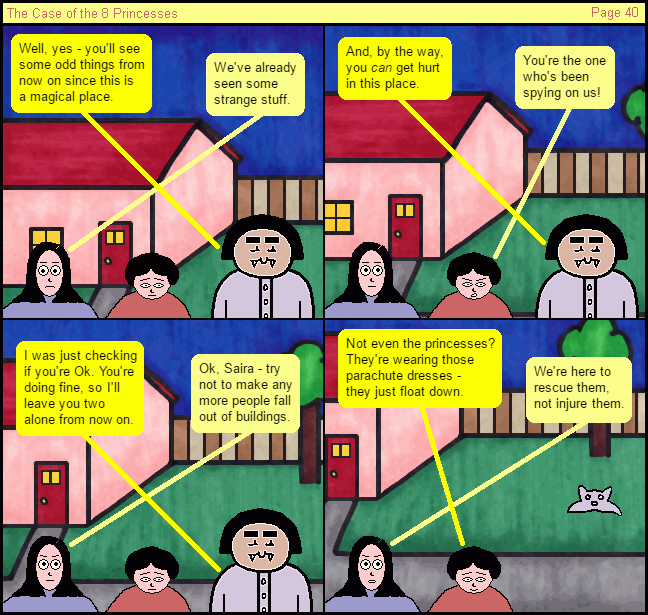 The Case of the 8 Princesses
Page 40
Well, yes - you'll see
some odd things from
now on since this is
a magical place.
We've already
seen some
strange stuff.
And, by the way,
you can get hurt
in this place.
You're the one
who's been
spying on us!
I was just checking
if you're Ok. You're
doing fine, so I'll
leave you two
alone from now on.
Ok, Saira - try
not to make any
more people fall
out of buildings.
Not even the princesses?
They're wearing those
parachute dresses -
they just float down.
We're here to
rescue them,
not injure them.